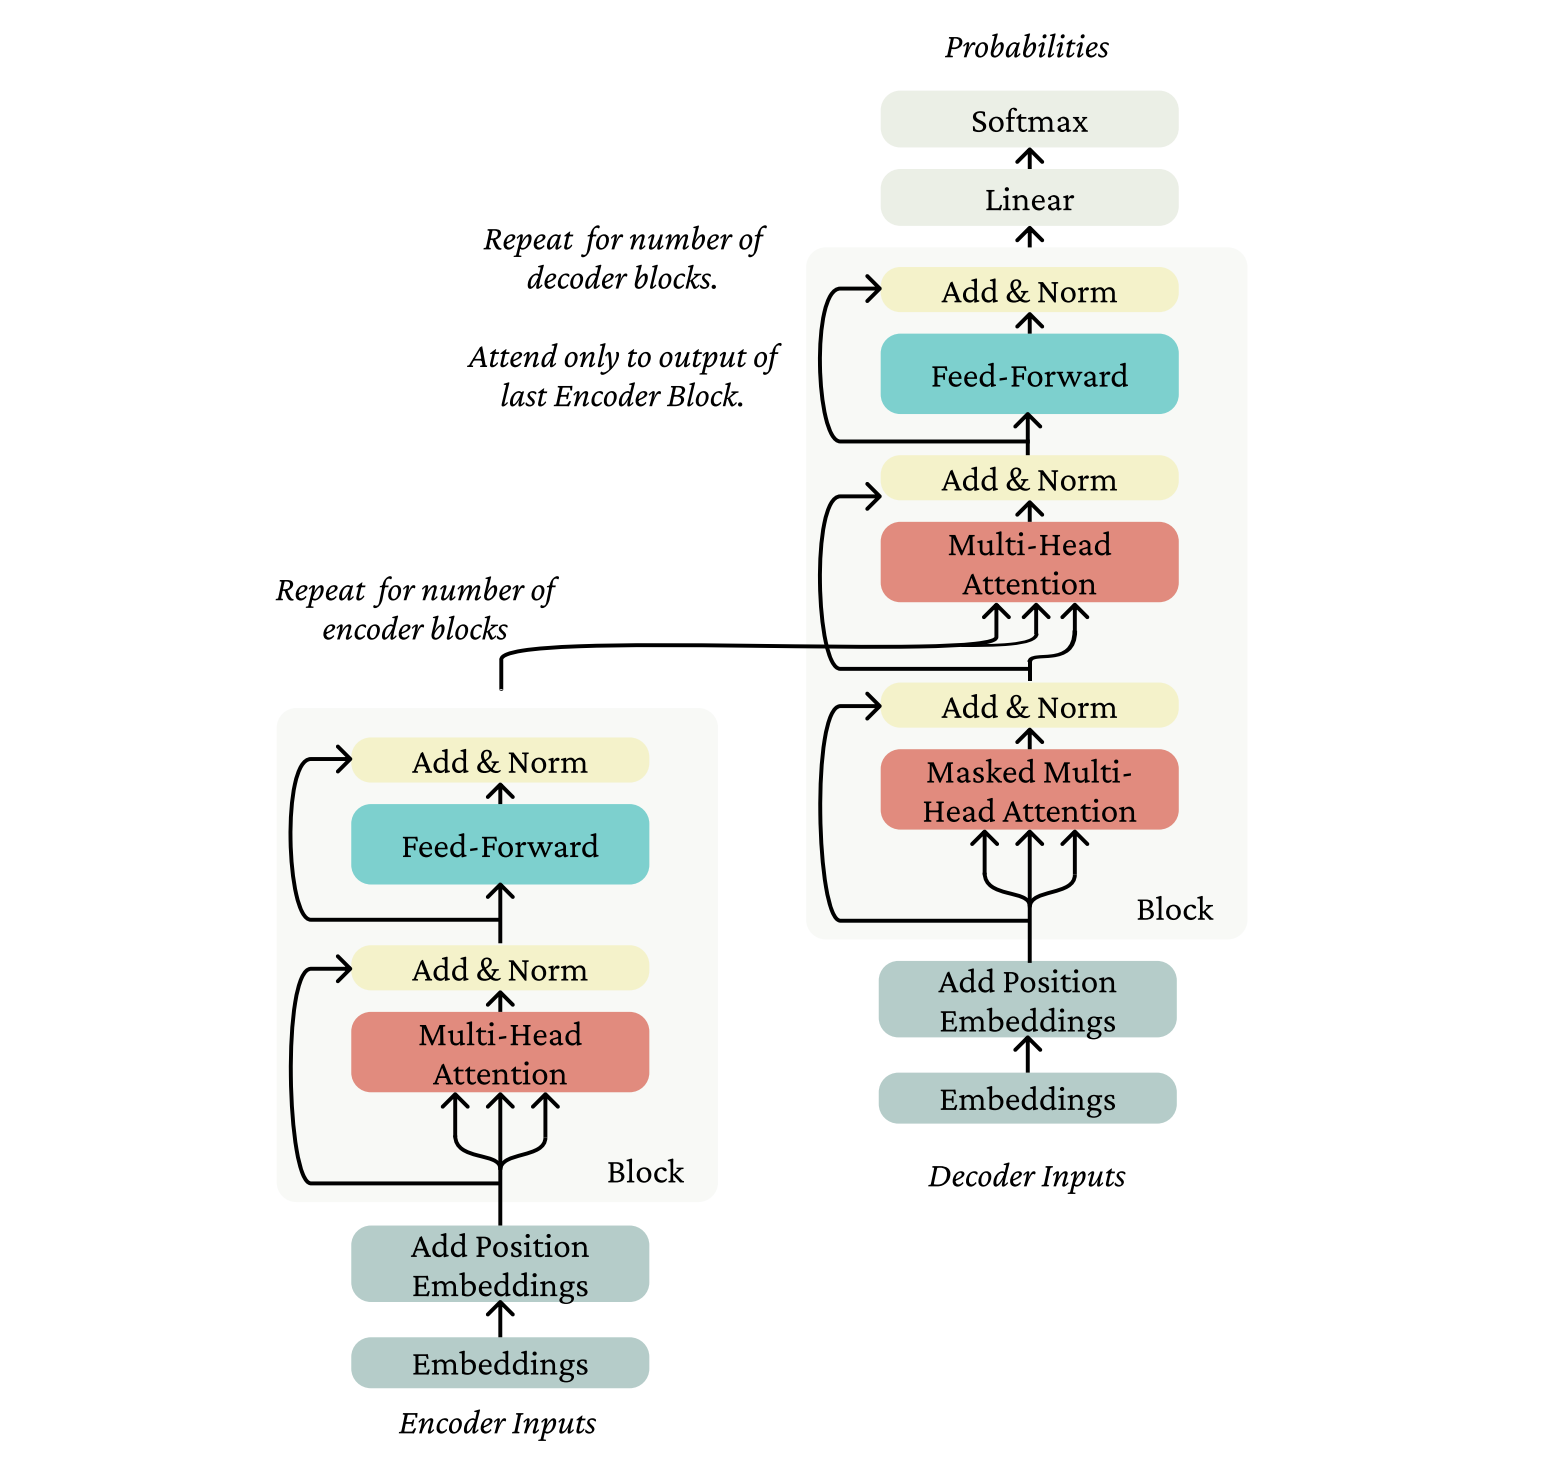 Probabilities
Softmax
Linear
Repeat for number of
decoder blocks.
Add & Norm
Feed-Forward
Attend only to output of
last Encoder Block.
Add & Norm
Multi-Head
Attention
Add & Norm
Masked Multi-
Head Attention
Block
Add Position
Embeddings
Embeddings
Decoder Inputs
Repeat for number of
encoder blocks
Add & Norm
Feed-Forward
Add & Norm
Multi-Head
Attention
Block
Add Position
Embeddings
Embeddings
Encoder Inputs